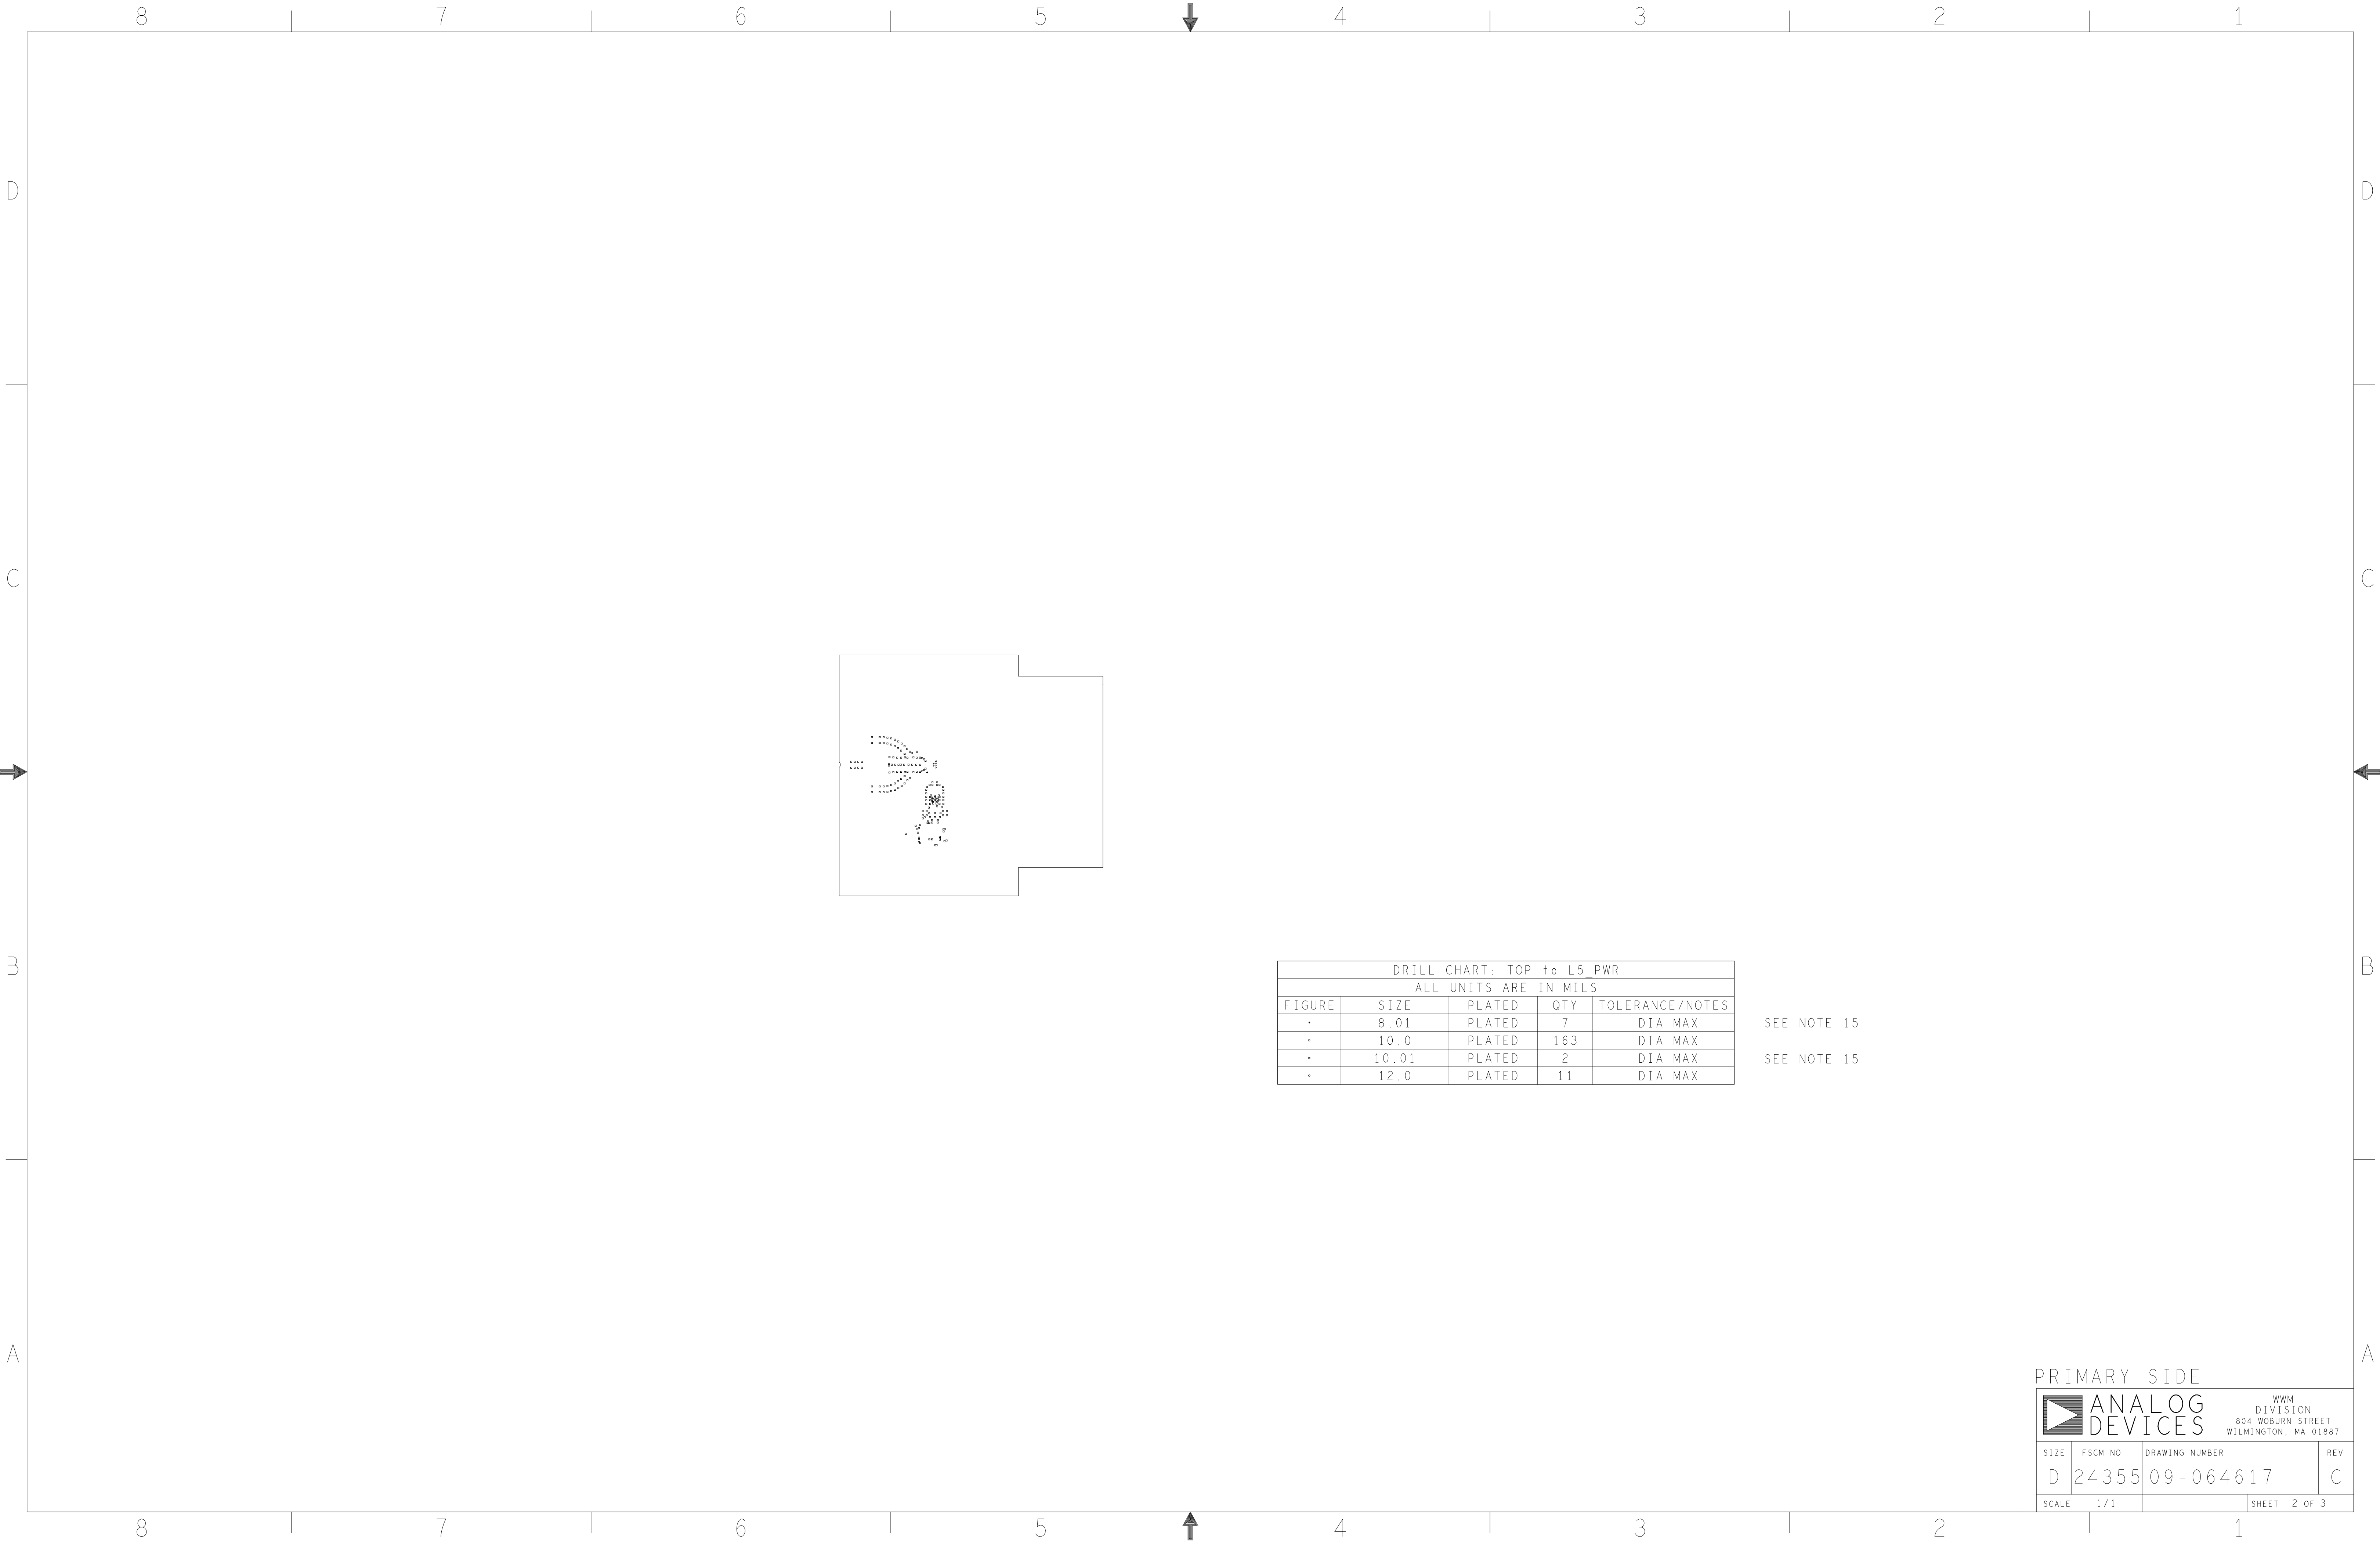 8 7 6 5 4 3 2 1
D D
C C
DRILL CHART: TOP to L5_PWR
ALL UNITS ARE IN MILS
FIGURE SIZE PLATED QTY TOLERANCE/NOTES
8.01 PLATED 7 DIA MAX SEE NOTE 15
10.0 PLATED 163 DIA MAX
10.01 PLATED 2 DIA MAX SEE NOTE 15
12.0 PLATED 11 DIA MAX
B B
A A
PRIMARY SIDE
ANALOG
DEVICES
WWM
DIVISION
804 WOBURN STREET
WILMINGTON, MA 01887
SIZE FSCM NO DRAWING NUMBER REV
D 24355 09-064617 C
SCALE 1/1 SHEET 2 OF 3
8 7 6 5 4 3 2 1